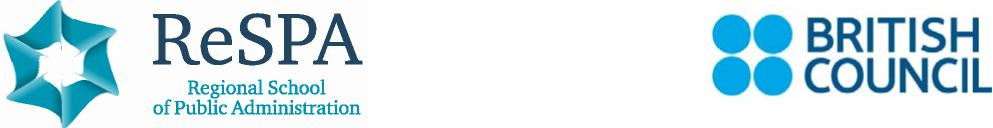 ReSPA
Regional School
of Public Administration
BRITISH
COUNCIL